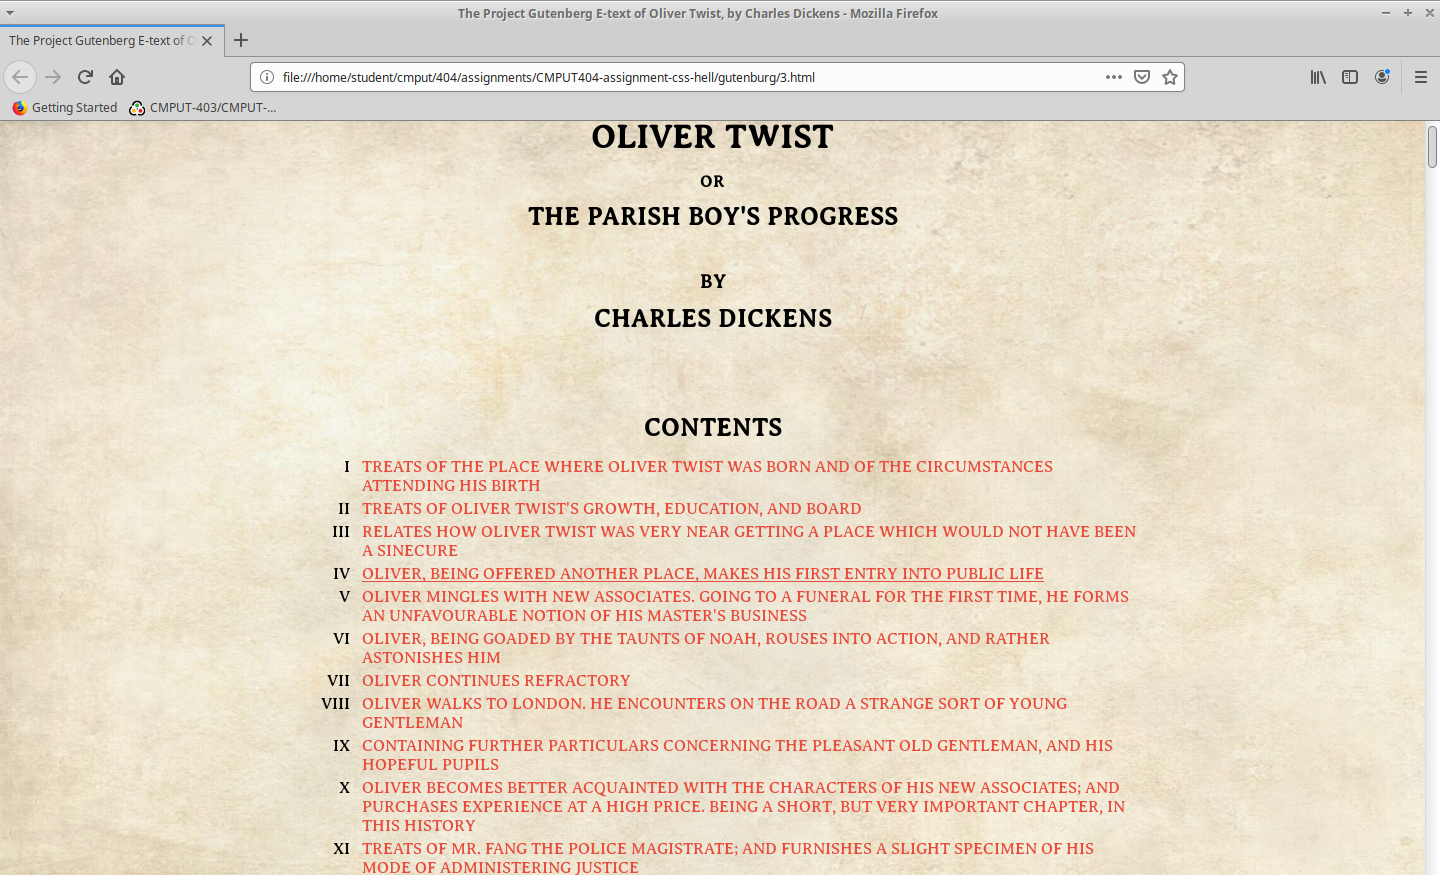 The Project Gutenberg E-text of Oliver Twist, by Charles Dickens - Mozilla Firefox
The Project Gutenberg E-text of O
file:///home/student/cmput/404/assignments/CMPUT404-assignment-css-hell/gutenburg/3.html
Getting Started CMPUT-403/CMPUT-...
OLIVER TWIST
OR
THE PARISH BOY'S PROGRESS
BY
CHARLES DICKENS
CONTENTS
I TREATS OF THE PLACE WHERE OLIVER TWIST WAS BORN AND OF THE CIRCUMSTANCES
ATTENDING HIS BIRTH
II TREATS OF OLIVER TWIST'S GROWTH, EDUCATION, AND BOARD
III RELATES HOW OLIVER TWIST WAS VERY NEAR GETTING A PLACE WHICH WOULD NOT HAVE BEEN
A SINECURE
IV OLIVER, BEING OFFERED ANOTHER PLACE, MAKES HIS FIRST ENTRY INTO PUBLIC LIFE
V OLIVER MINGLES WITH NEW ASSOCIATES. GOING TO A FUNERAL FOR THE FIRST TIME, HE FORMS
AN UNFAVOURABLE NOTION OF HIS MASTER'S BUSINESS
VI OLIVER, BEING GOADED BY THE TAUNTS OF NOAH, ROUSES INTO ACTION, AND RATHER
ASTONISHES HIM
VII OLIVER CONTINUES REFRACTORY
VIII OLIVER WALKS TO LONDON. HE ENCOUNTERS ON THE ROAD A STRANGE SORT OF YOUNG
GENTLEMAN
IX CONTAINING FURTHER PARTICULARS CONCERNING THE PLEASANT OLD GENTLEMAN, AND HIS
HOPEFUL PUPILS
X OLIVER BECOMES BETTER ACQUAINTED WITH THE CHARACTERS OF HIS NEW ASSOCIATES; AND
PURCHASES EXPERIENCE AT A HIGH PRICE. BEING A SHORT, BUT VERY IMPORTANT CHAPTER, IN
THIS HISTORY
XI TREATS OF MR. FANG THE POLICE MAGISTRATE; AND FURNISHES A SLIGHT SPECIMEN OF HIS
MODE OF ADMINISTERING JUSTICE